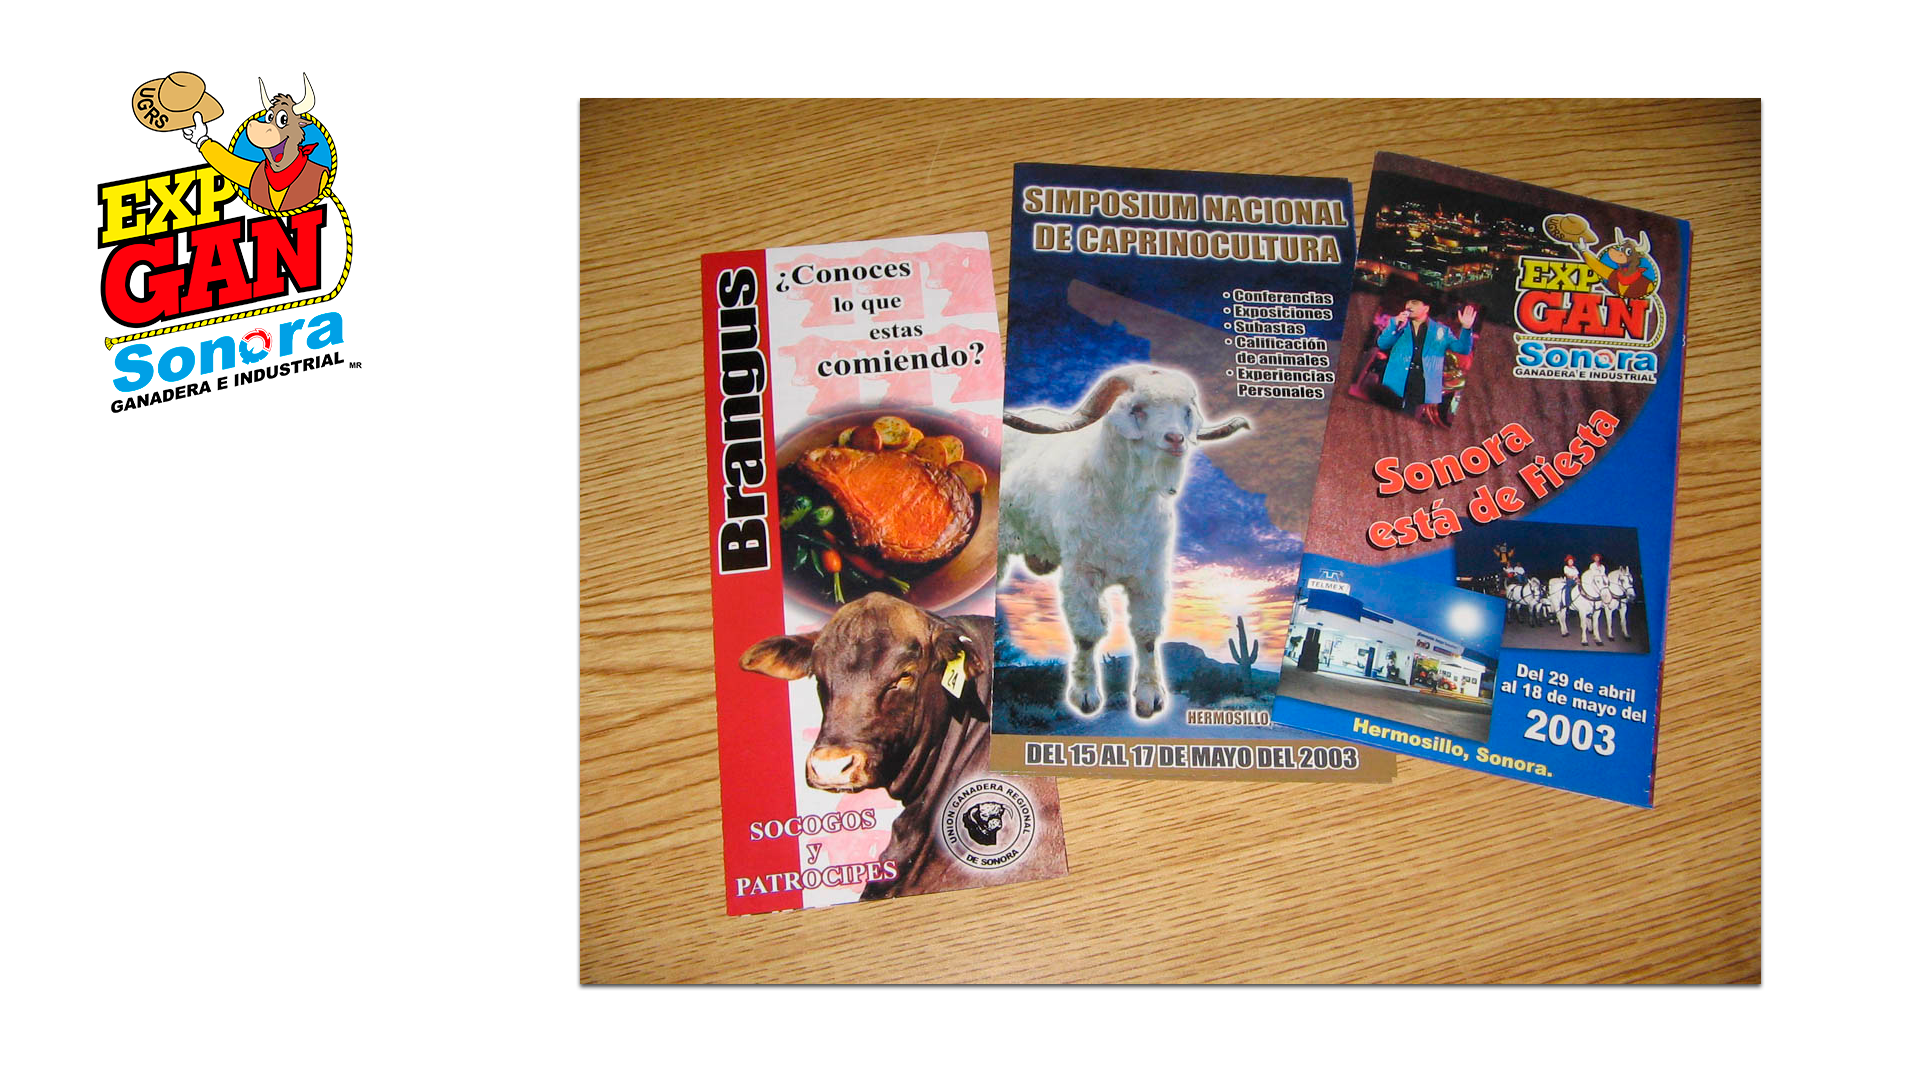 UGRS
EXPO
GAN
Sonora
GANADERA E INDUSTRIAL MR
Brangus
¿Conoces
lo que
estas
comiendo?
24
SOCOGOS
y
PATROCIPES
UNION GANADERA REGIONAL
DE SONORA
SIMPOSIUM NACIONAL
DE CAPRINOCULTURA
• Conferencias
• Exposiciones
• Subastas
• Calificación
de animales
• Experiencias
Personales
HERMOSILLO,
DEL 15 AL 17 DE MAYO DEL 2003
EXPO
GAN
Sonora
GANADERA E INDUSTRIAL
Sonora
está de Fiesta
TELMEX
Del 29 de abril
al 18 de mayo del
2003
Hermosillo, Sonora.